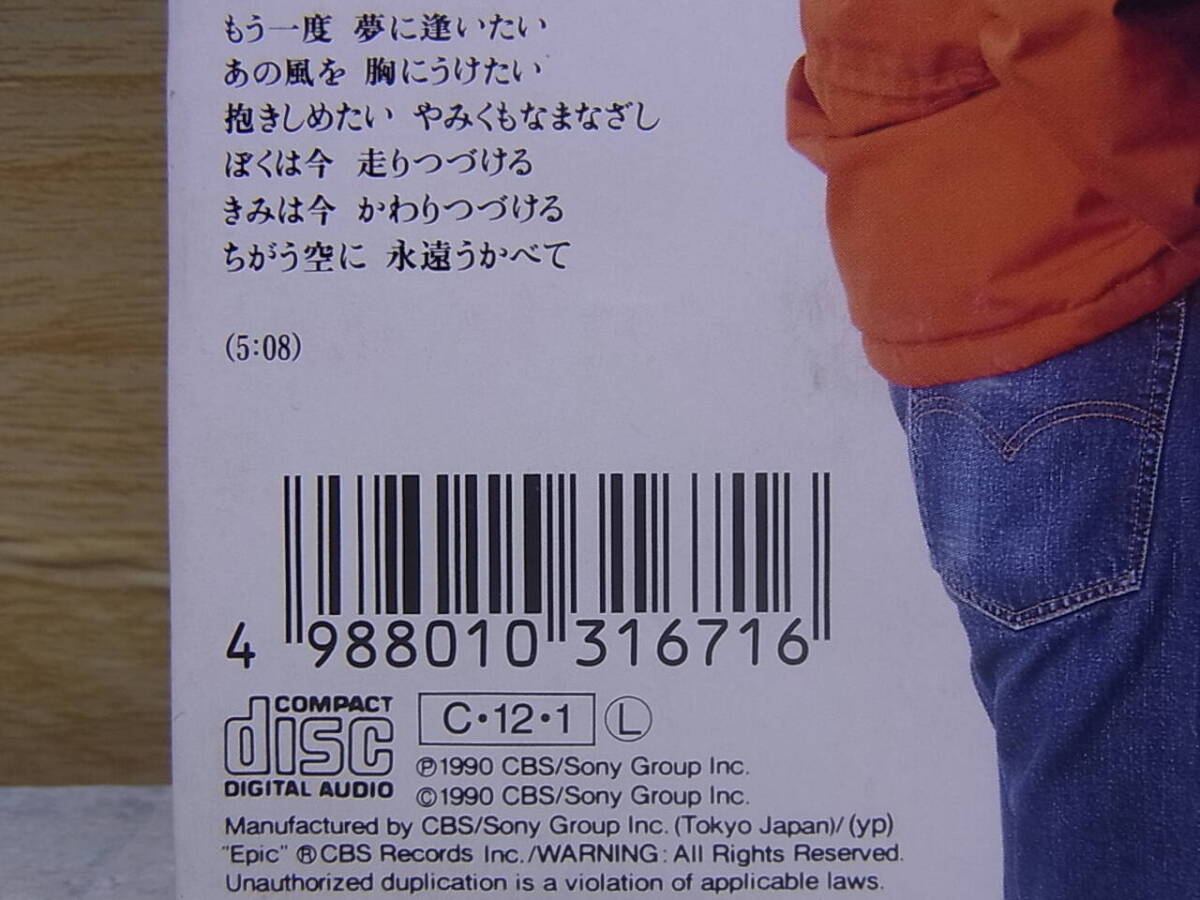 もう一度 夢に逢いたい
あの風を 胸にうけたい
抱きしめたい やみくもなまなざし
ぼくは今 走りつづける
きみは今 かわりつづける
ちがう空に 永遠うかべて
(5:08)
4 988010 316716
COMPACT
disc
DIGITAL AUDIO
C・12・1 Ⓛ
Ⓟ1990 CBS/Sony Group Inc.
©1990 CBS/Sony Group Inc.
Manufactured by CBS/Sony Group Inc. (Tokyo Japan)/ (yp)
"Epic" ®CBS Records Inc./WARNING: All Rights Reserved.
Unauthorized duplication is a violation of applicable laws.